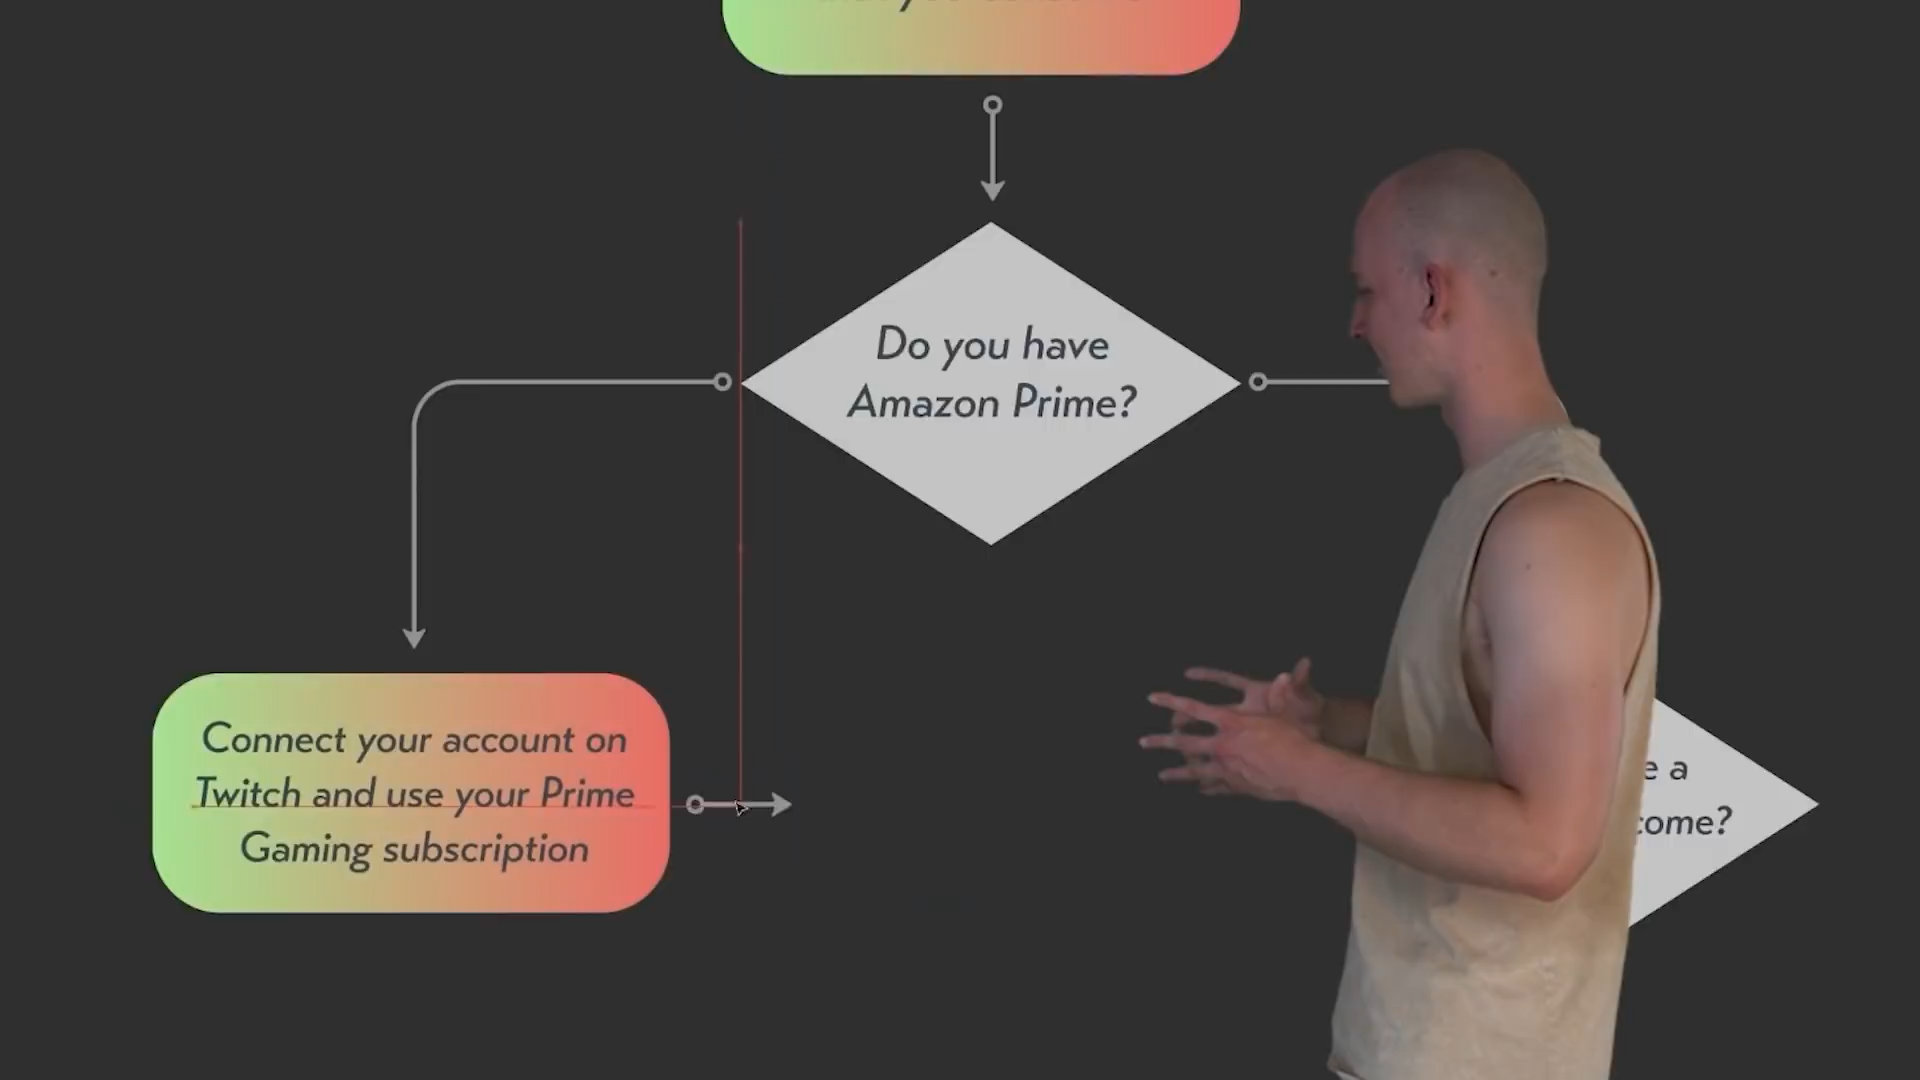 Do you have
Amazon Prime?
Connect your account on
Twitch and use your Prime
Gaming subscription
a
come?